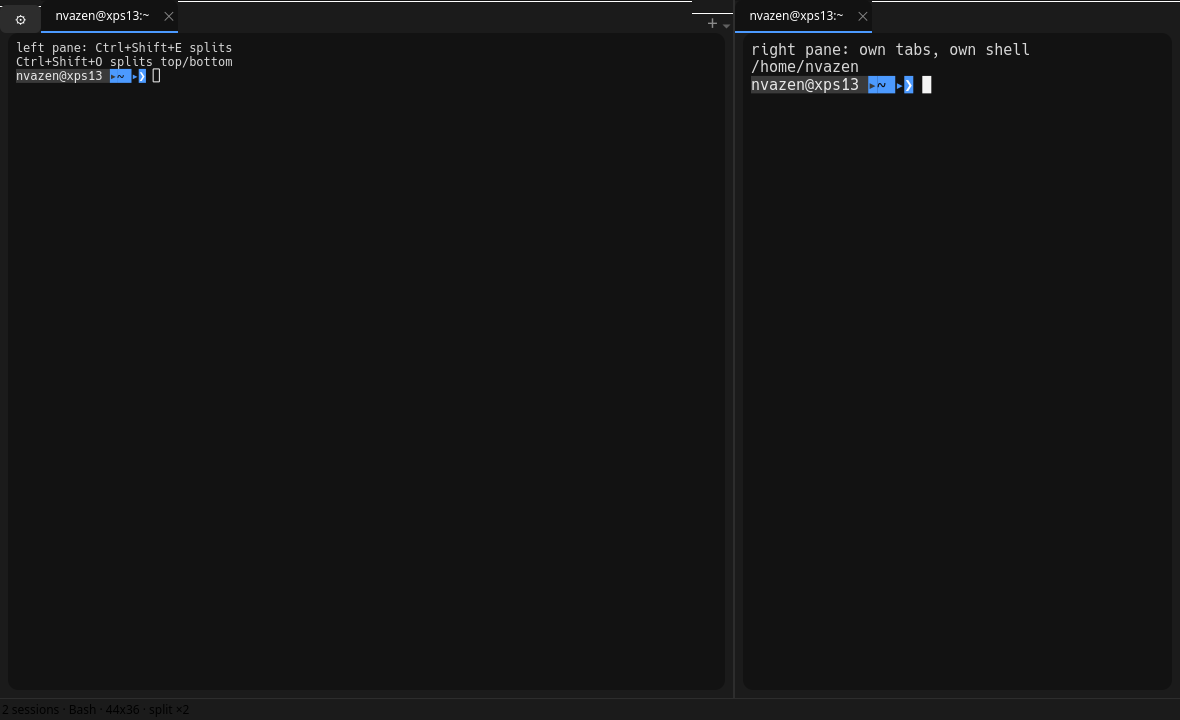 nvazen@xps13:~
left pane: Ctrl+Shift+E splits
Ctrl+Shift+O splits top/bottom
nvazen@xps13 ▸~ ▸❯
nvazen@xps13:~
right pane: own tabs, own shell
/home/nvazen
nvazen@xps13 ▸~ ▸❯
2 sessions · Bash · 44x36 · split ×2